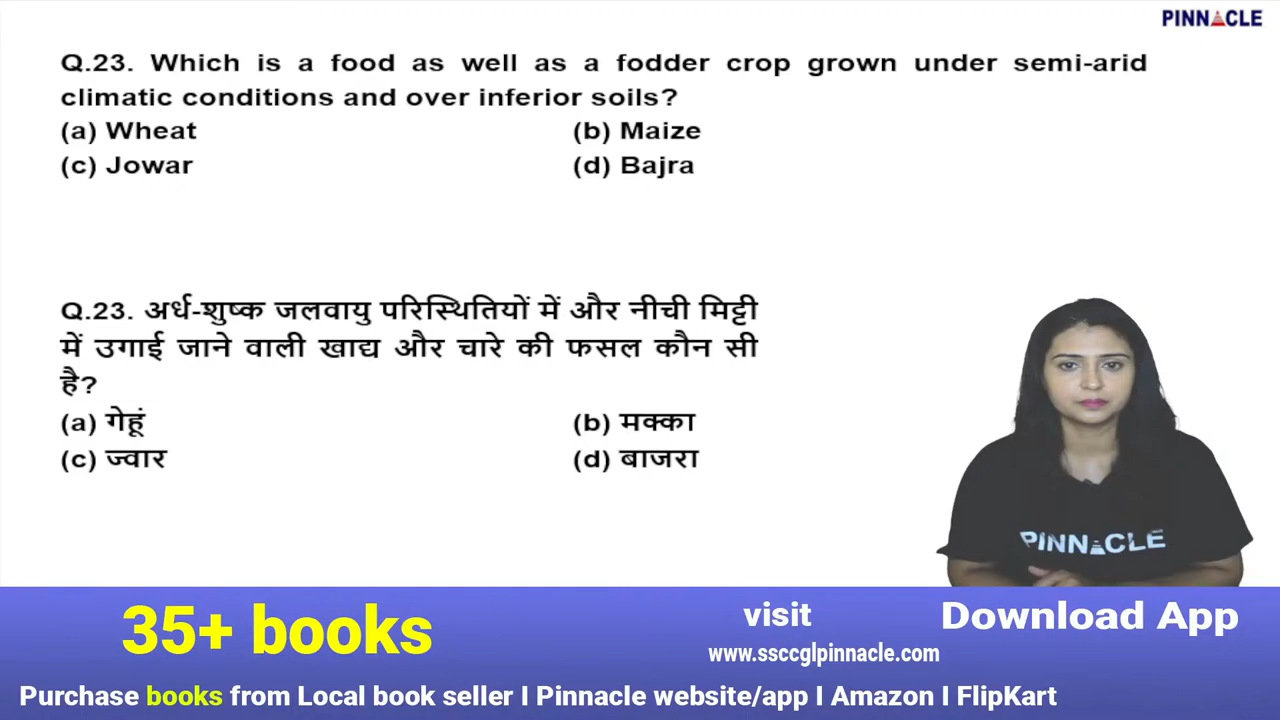 PINNACLE
Q.23. Which is a food as well as a fodder crop grown under semi-arid
climatic conditions and over inferior soils?
(a) Wheat (b) Maize
(c) Jowar (d) Bajra
Q.23. अर्ध-शुष्क जलवायु परिस्थितियों में और नीची मिट्टी
में उगाई जाने वाली खाद्य और चारे की फसल कौन सी
है?
(a) गेहूं (b) मक्का
(c) ज्वार (d) बाजरा
PINNACLE
35+ books
visit
www.ssccglpinnacle.com
Download App
Purchase books from Local book seller I Pinnacle website/app I Amazon I FlipKart